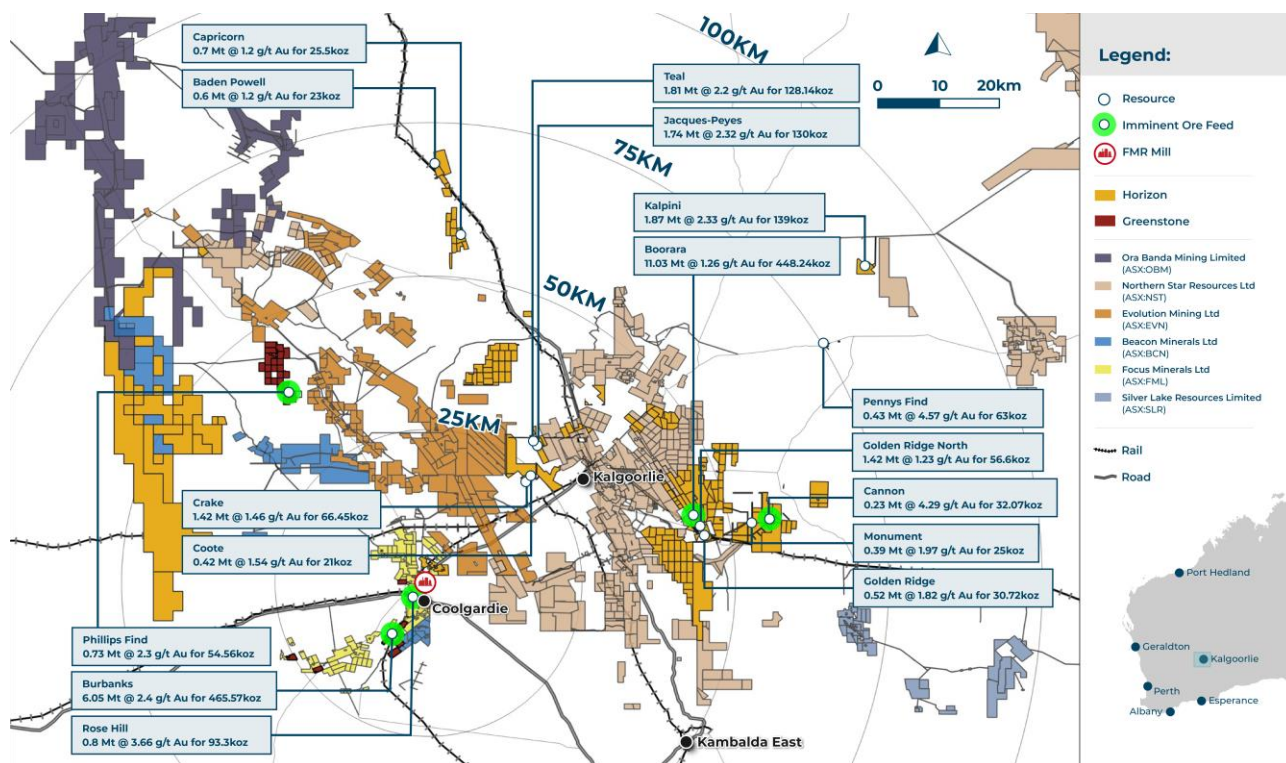 Capricorn
0.7 Mt @ 1.2 g/t Au for 25.5koz
Baden Powell
0.6 Mt @ 1.2 g/t Au for 23koz
100KM
75KM
50KM
25KM
0 10 20km
Teal
1.81 Mt @ 2.2 g/t Au for 128.14koz
Jacques-Peyes
1.74 Mt @ 2.32 g/t Au for 130koz
Kalpini
1.87 Mt @ 2.33 g/t Au for 139koz
Boorara
11.03 Mt @ 1.26 g/t Au for 448.24koz
Pennys Find
0.43 Mt @ 4.57 g/t Au for 63koz
Golden Ridge North
1.42 Mt @ 1.23 g/t Au for 56.6koz
Cannon
0.23 Mt @ 4.29 g/t Au for 32.07koz
Monument
0.39 Mt @ 1.97 g/t Au for 25koz
Golden Ridge
0.52 Mt @ 1.82 g/t Au for 30.72koz
Kalgoorlie
Crake
1.42 Mt @ 1.46 g/t Au for 66.45koz
Coote
0.42 Mt @ 1.54 g/t Au for 21koz
Coolgardie
Phillips Find
0.73 Mt @ 2.3 g/t Au for 54.56koz
Burbanks
6.05 Mt @ 2.4 g/t Au for 465.57koz
Rose Hill
0.8 Mt @ 3.66 g/t Au for 93.3koz
Kambalda East
Legend:
Resource
Imminent Ore Feed
FMR Mill
Horizon
Greenstone
Ora Banda Mining Limited
(ASX:OBM)
Northern Star Resources Ltd
(ASX:NST)
Evolution Mining Ltd
(ASX:EVN)
Beacon Minerals Ltd
(ASX:BCN)
Focus Minerals Ltd
(ASX:FML)
Silver Lake Resources Limited
(ASX:SLR)
Rail
Road
Port Hedland
Geraldton
Kalgoorlie
Perth
Esperance
Albany